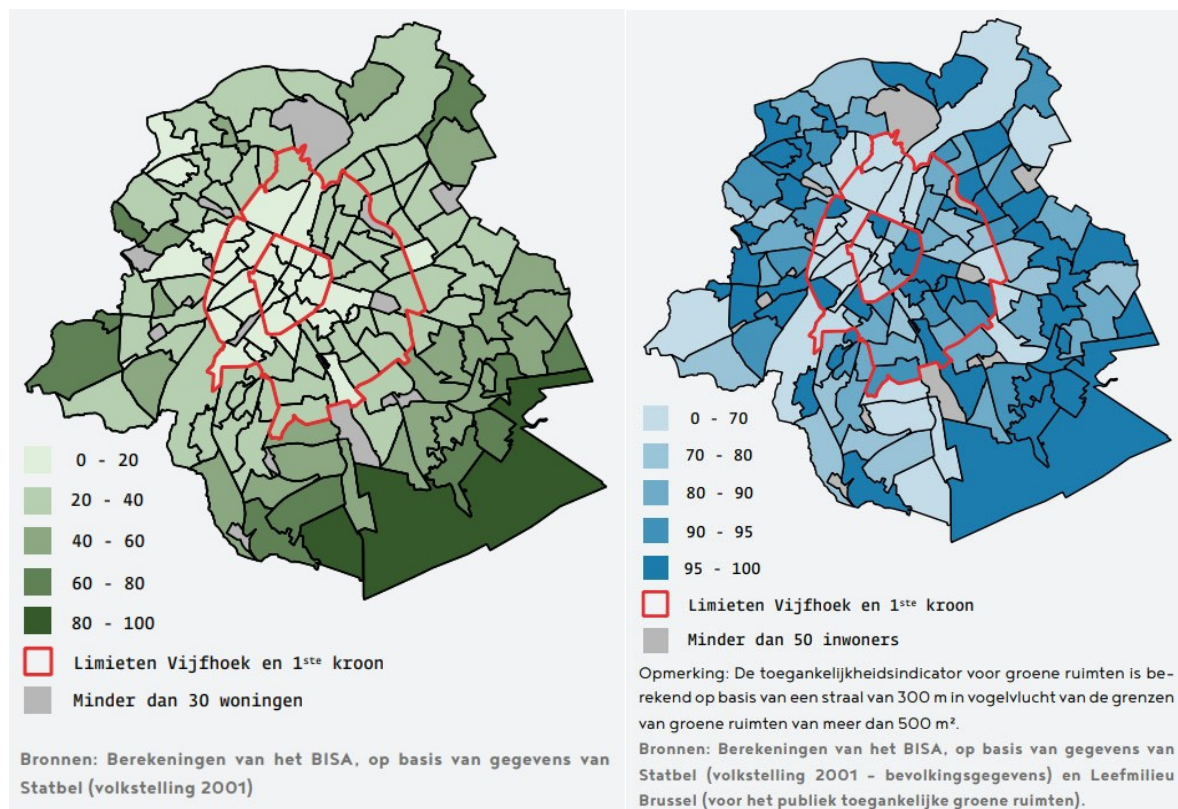 0 - 20
20 - 40
40 - 60
60 - 80
80 - 100
Limieten Vijfhoek en 1ste kroon
Minder dan 30 woningen
Bronnen: Berekeningen van het BISA, op basis van gegevens van
Statbel (volkstelling 2001)
0 - 70
70 - 80
80 - 90
90 - 95
95 - 100
Limieten Vijfhoek en 1ste kroon
Minder dan 50 inwoners
Opmerking: De toegankelijkheidsindicator voor groene ruimten is be-
rekend op basis van een straal van 300 m in vogelvlucht van de grenzen
van groene ruimten van meer dan 500 m².
Bronnen: Berekeningen van het BISA, op basis van gegevens van
Statbel (volkstelling 2001 - bevolkingsgegevens) en Leefmilieu
Brussel (voor het publiek toegankelijke groene ruimten).